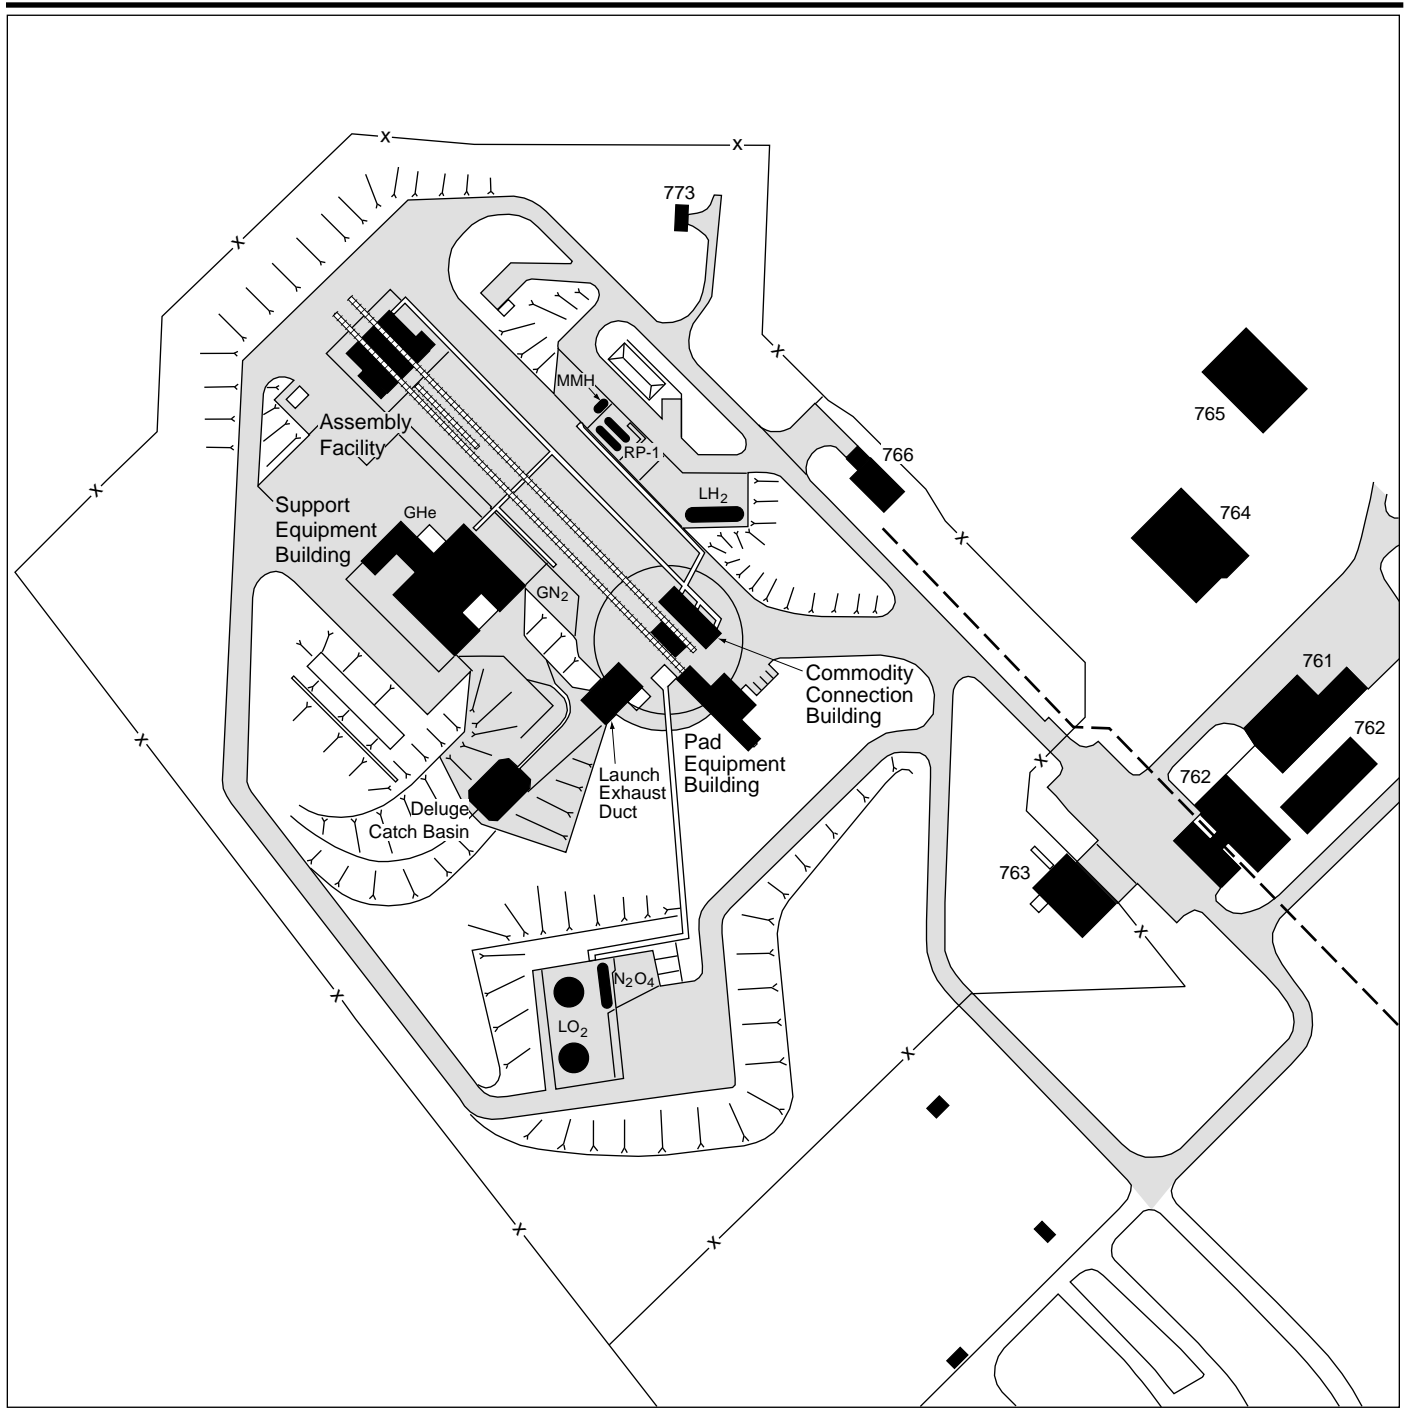 773
MMH
RP-1
LH2
765
766
764
Assembly
Facility
Support
Equipment
Building
GHe
GN2
Commodity
Connection
Building
761
762
762
763
Pad
Equipment
Building
Launch
Exhaust
Duct
Deluge
Catch Basin
N2O4
LO2
x
x
x
x
x
x
x
x
x
x
x
x
x
x